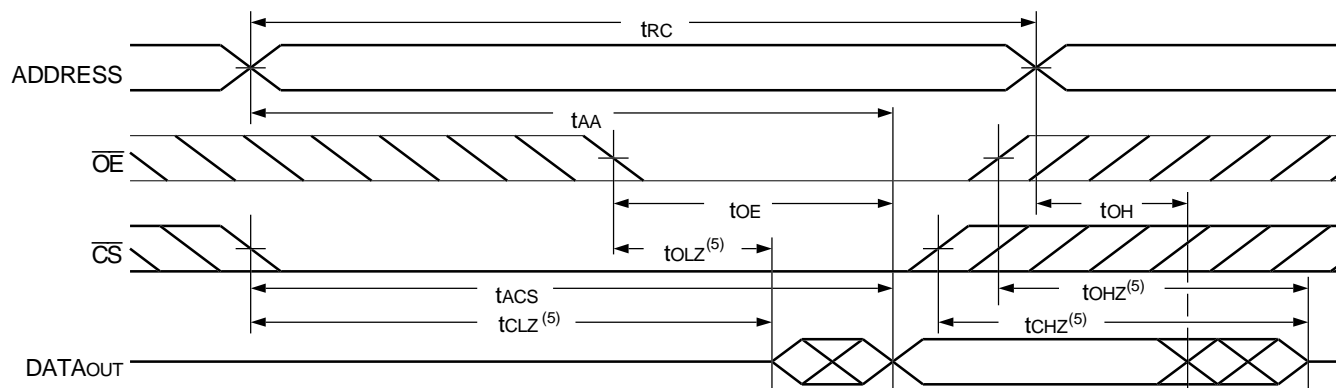 tRC
ADDRESS
tAA
OE
tOE
tOH
tOLZ(5)
CS
tACS
tOHZ(5)
tCLZ(5)
tCHZ(5)
DATAOUT